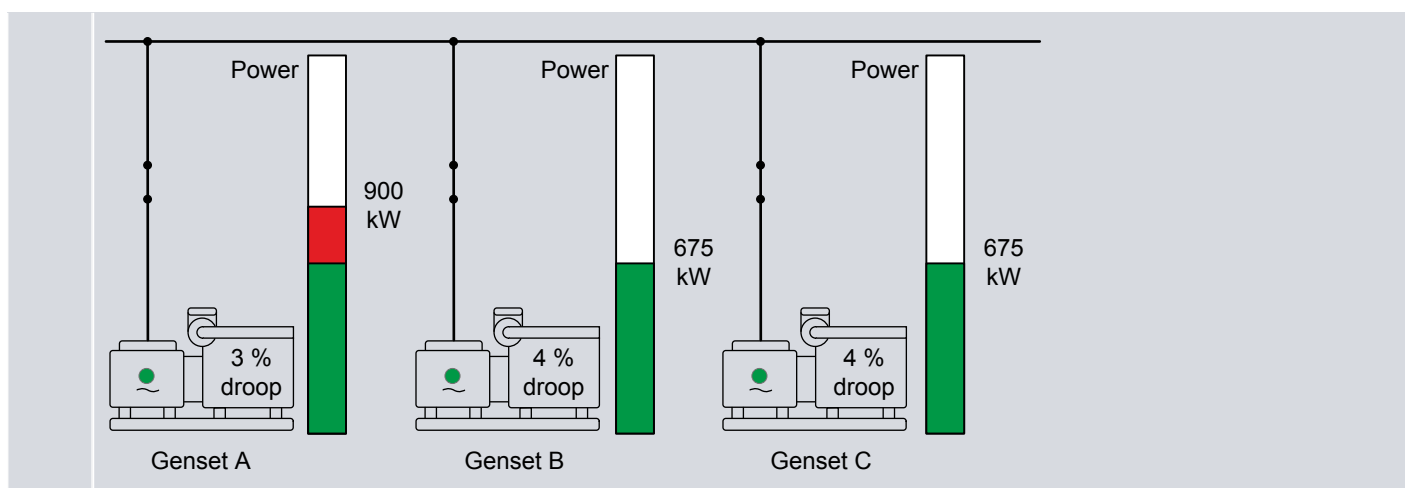 Power
Power
Power
900
kW
675
kW
675
kW
3 %
droop
4 %
droop
4 %
droop
Genset A
Genset B
Genset C